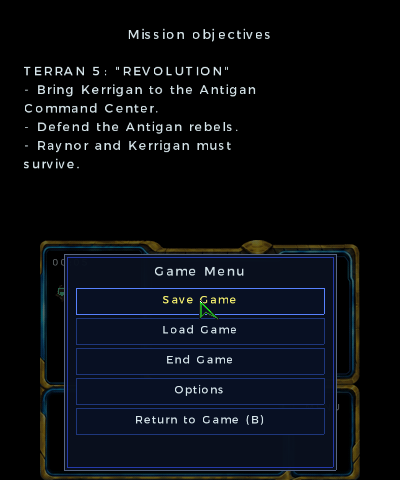 Mission objectives
TERRAN 5: "REVOLUTION"
- Bring Kerrigan to the Antigan
Command Center.
- Defend the Antigan rebels.
- Raynor and Kerrigan must
survive.
Game Menu
Save Game
Load Game
End Game
Options
Return to Game (B)